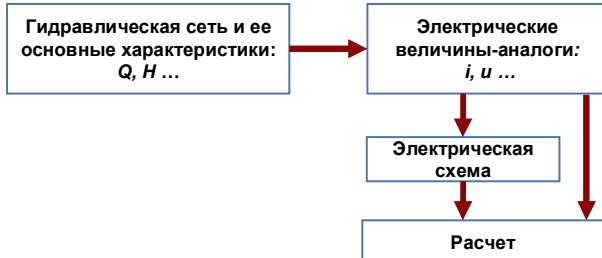 Гидравлическая сеть и ее
основные характеристики:
Q, H …
Электрические
величины-аналоги:
i, u …
Электрическая
схема
Расчет